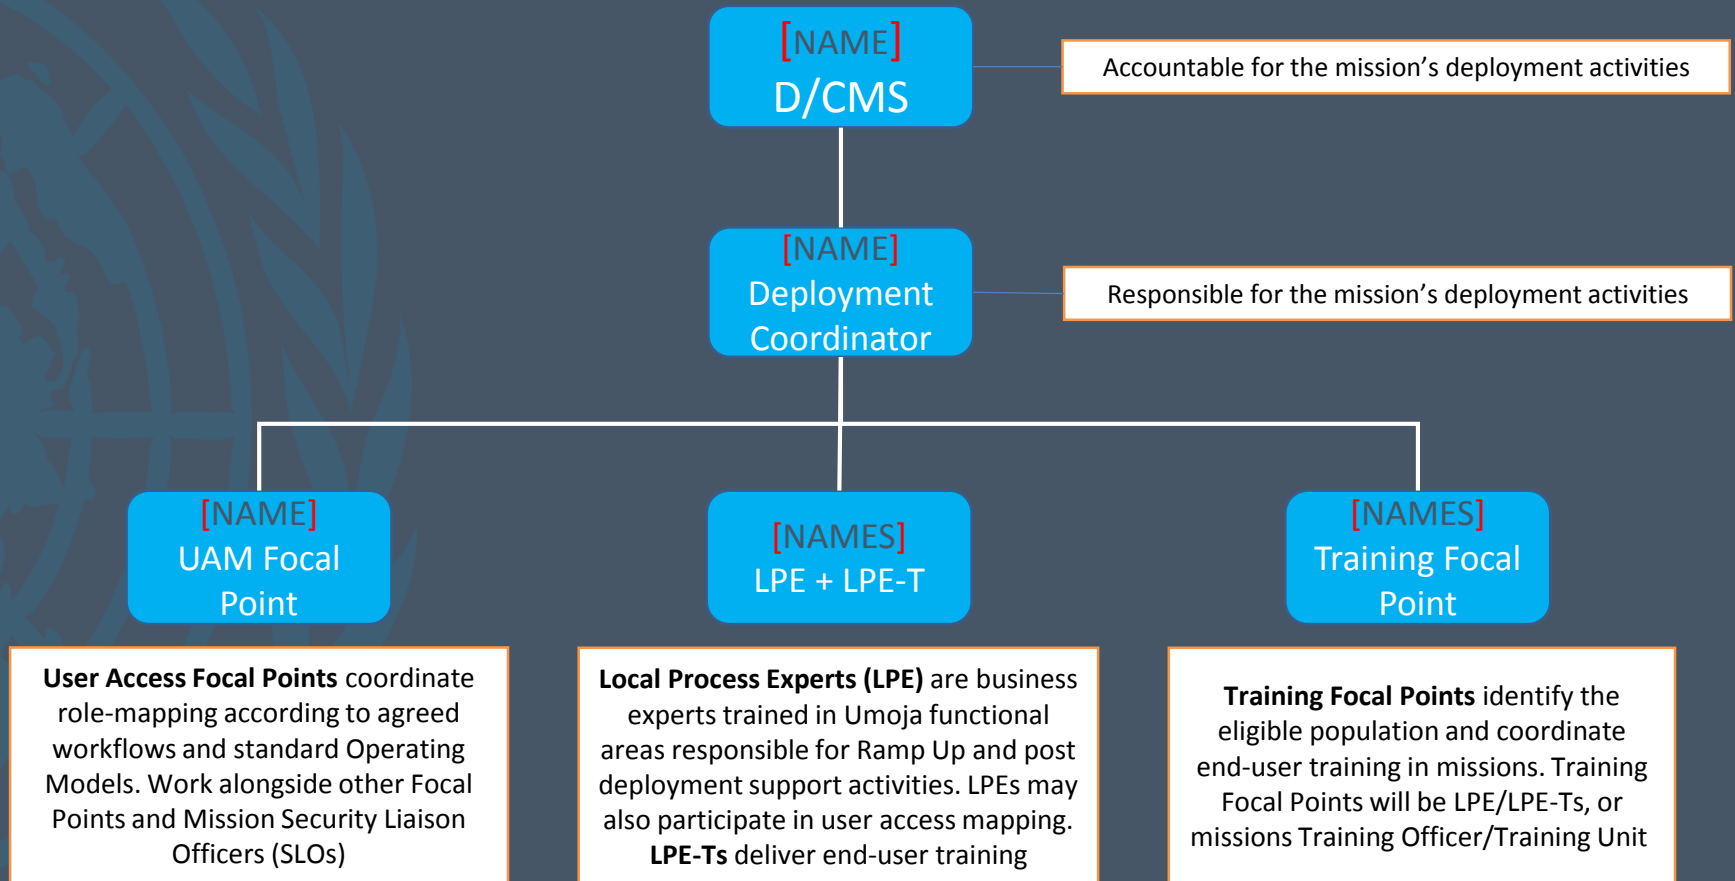 [NAME]
D/CMS
Accountable for the mission’s deployment activities
[NAME]
Deployment
Coordinator
Responsible for the mission’s deployment activities
[NAME]
UAM Focal
Point
[NAMES]
LPE + LPE-T
[NAMES]
Training Focal
Point
User Access Focal Points coordinate
role-mapping according to agreed
workflows and standard Operating
Models. Work alongside other Focal
Points and Mission Security Liaison
Officers (SLOs)
Local Process Experts (LPE) are business
experts trained in Umoja functional
areas responsible for Ramp Up and post
deployment support activities. LPEs may
also participate in user access mapping.
LPE-Ts deliver end-user training
Training Focal Points identify the
eligible population and coordinate
end-user training in missions. Training
Focal Points will be LPE/LPE-Ts, or
missions Training Officer/Training Unit